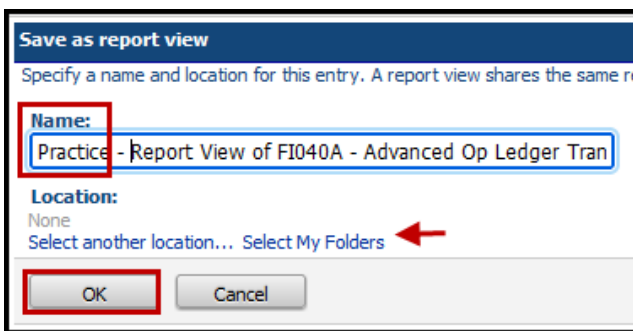 Save as report view
Specify a name and location for this entry. A report view shares the same
Name:
Practice - Report View of FI040A - Advanced Op Ledger Tran
Location:
None
Select another location... Select My Folders
OK Cancel